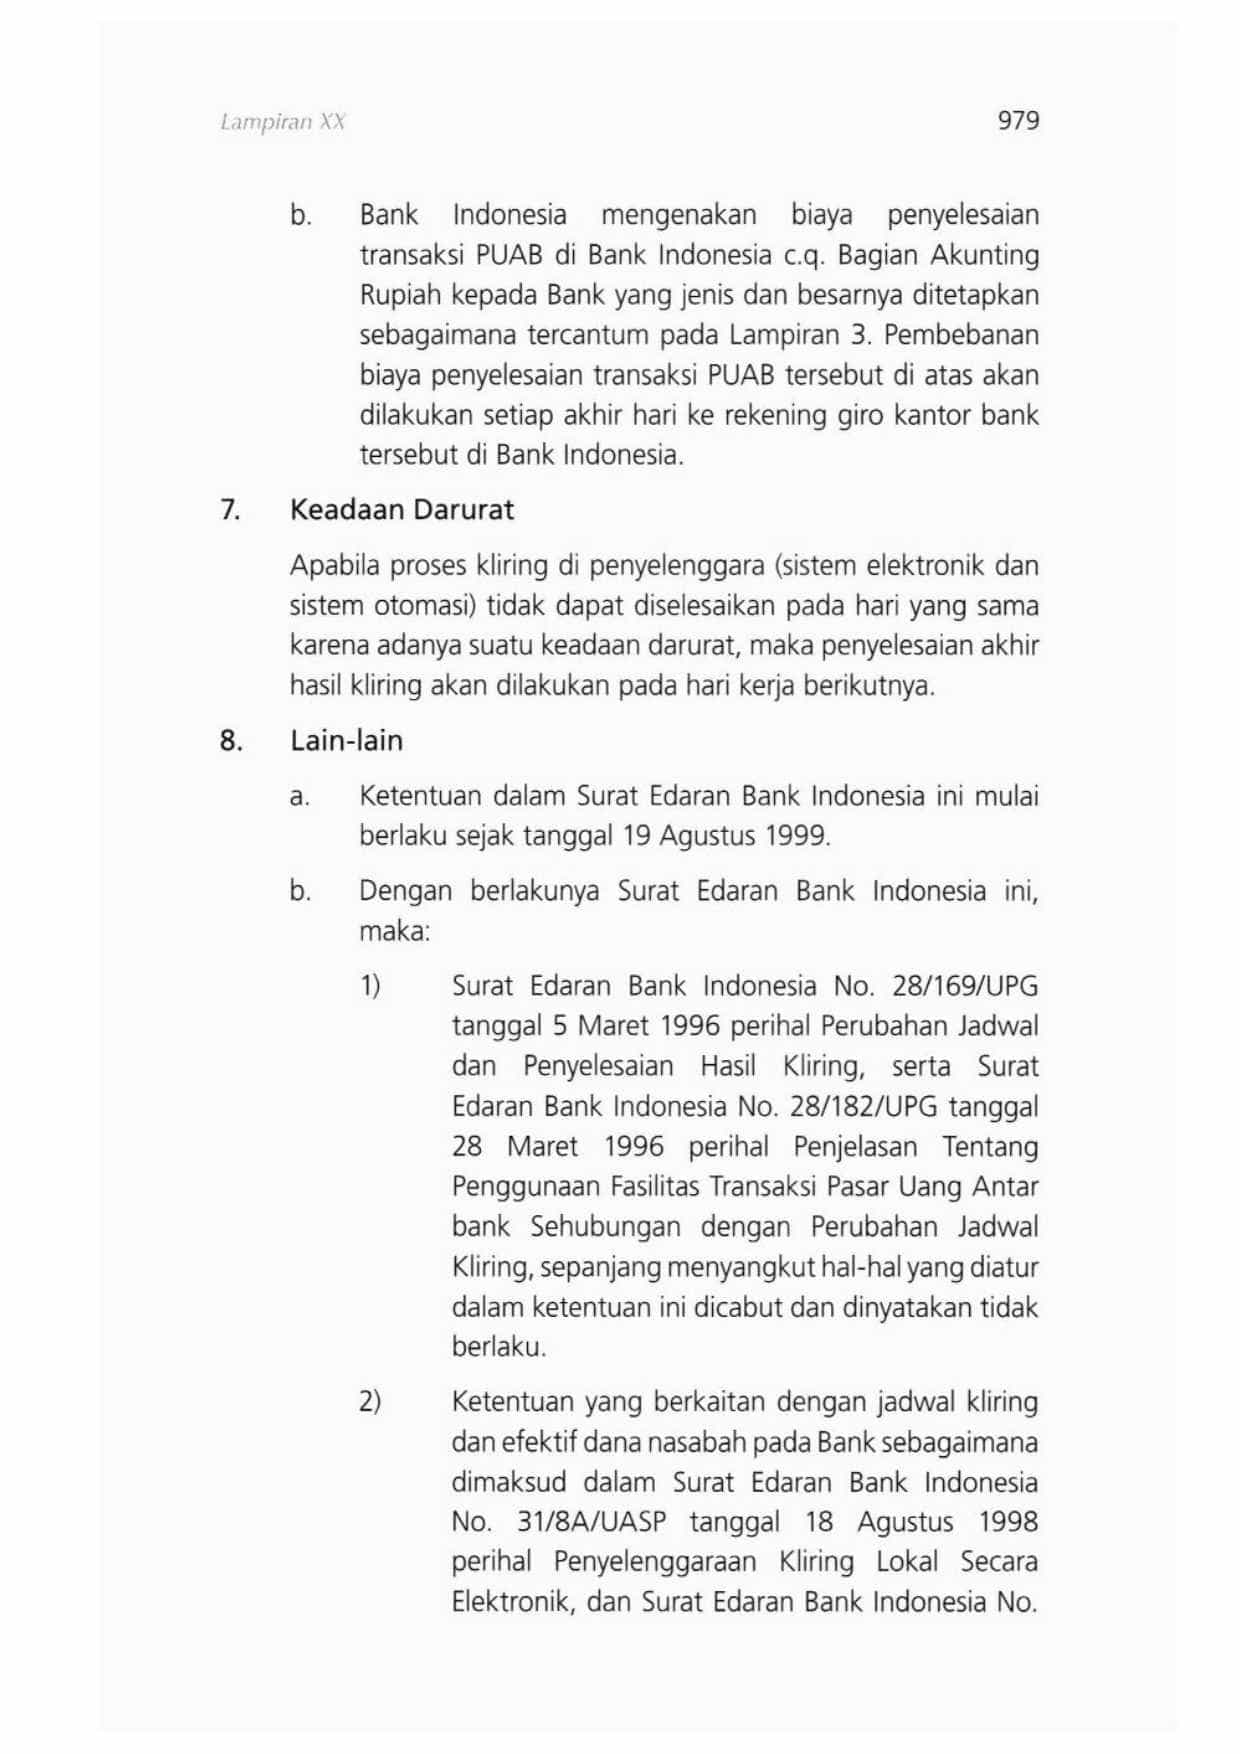 Lampiran XX 979
b. Bank Indonesia mengenakan biaya penyelesaian
transaksi PUAB di Bank Indonesia c.q. Bagian Akunting
Rupiah kepada Bank yang jenis dan besarnya ditetapkan
sebagaimana tercantum pada Lampiran 3. Pembebanan
biaya penyelesaian transaksi PUAB tersebut di atas akan
dilakukan setiap akhir hari ke rekening giro kantor bank
tersebut di Bank Indonesia.
7. Keadaan Darurat
Apabila proses kliring di penyelenggara (sistem elektronik dan
sistem otomasi) tidak dapat diselesaikan pada hari yang sama
karena adanya suatu keadaan darurat, maka penyelesaian akhir
hasil kliring akan dilakukan pada hari kerja berikutnya.
8. Lain-lain
a. Ketentuan dalam Surat Edaran Bank Indonesia ini mulai
berlaku sejak tanggal 19 Agustus 1999.
b. Dengan berlakunya Surat Edaran Bank Indonesia ini,
maka:
1) Surat Edaran Bank Indonesia No. 28/169/UPG
tanggal 5 Maret 1996 perihal Perubahan Jadwal
dan Penyelesaian Hasil Kliring, serta Surat
Edaran Bank Indonesia No. 28/182/UPG tanggal
28 Maret 1996 perihal Penjelasan Tentang
Penggunaan Fasilitas Transaksi Pasar Uang Antar
bank Sehubungan dengan Perubahan Jadwal
Kliring, sepanjang menyangkut hal-hal yang diatur
dalam ketentuan ini dicabut dan dinyatakan tidak
berlaku.
2) Ketentuan yang berkaitan dengan jadwal kliring
dan efektif dana nasabah pada Bank sebagaimana
dimaksud dalam Surat Edaran Bank Indonesia
No. 31/8A/UASP tanggal 18 Agustus 1998
perihal Penyelenggaraan Kliring Lokal Secara
Elektronik, dan Surat Edaran Bank Indonesia No.